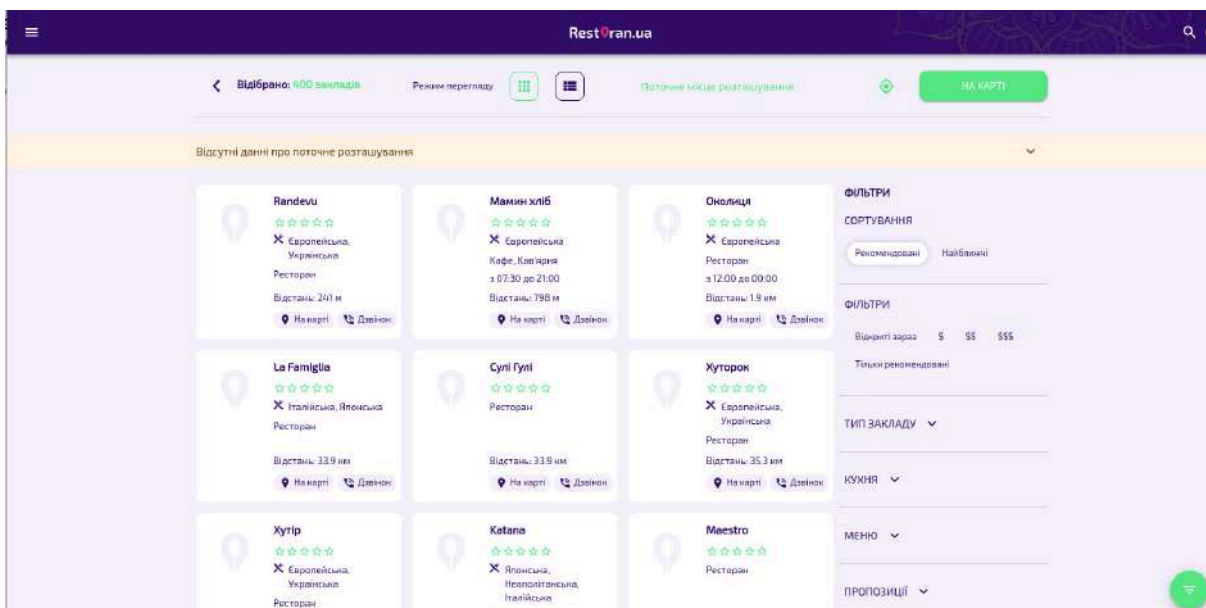 Rest0ran.ua
Відібрано: 400 закладів
Режим перегляду
Поточне місце розташування
НА КАРТІ
Відсутні данні про поточне розташування
Randevu
Європейська,
Українська
Ресторан
Відстань: 241 м
На карті Дзвінок
Мамин хліб
Європейська
Кафе, Кав'ярня
з 07:30 до 21:00
Відстань: 798 м
На карті Дзвінок
Околиця
Європейська
Ресторан
з 12:00 до 00:00
Відстань: 1.9 км
На карті Дзвінок
La Famiglia
Італійська, Японська
Ресторан
Відстань: 33.9 км
На карті Дзвінок
Сулі Гулі
Ресторан
Відстань: 33.9 км
На карті Дзвінок
Хуторок
Європейська,
Українська
Ресторан
Відстань: 35.3 км
На карті Дзвінок
Хутір
Європейська,
Українська
Ресторан
Katana
Японська,
Неаполітанська,
Італійська
Maestro
Ресторан
ФІЛЬТРИ
СОРТУВАННЯ
Рекомендовані Найближчі
ФІЛЬТРИ
Відкриті зараз $ $$ $$$
Тільки рекомендовані
ТИП ЗАКЛАДУ
КУХНЯ
МЕНЮ
ПРОПОЗИЦІЇ